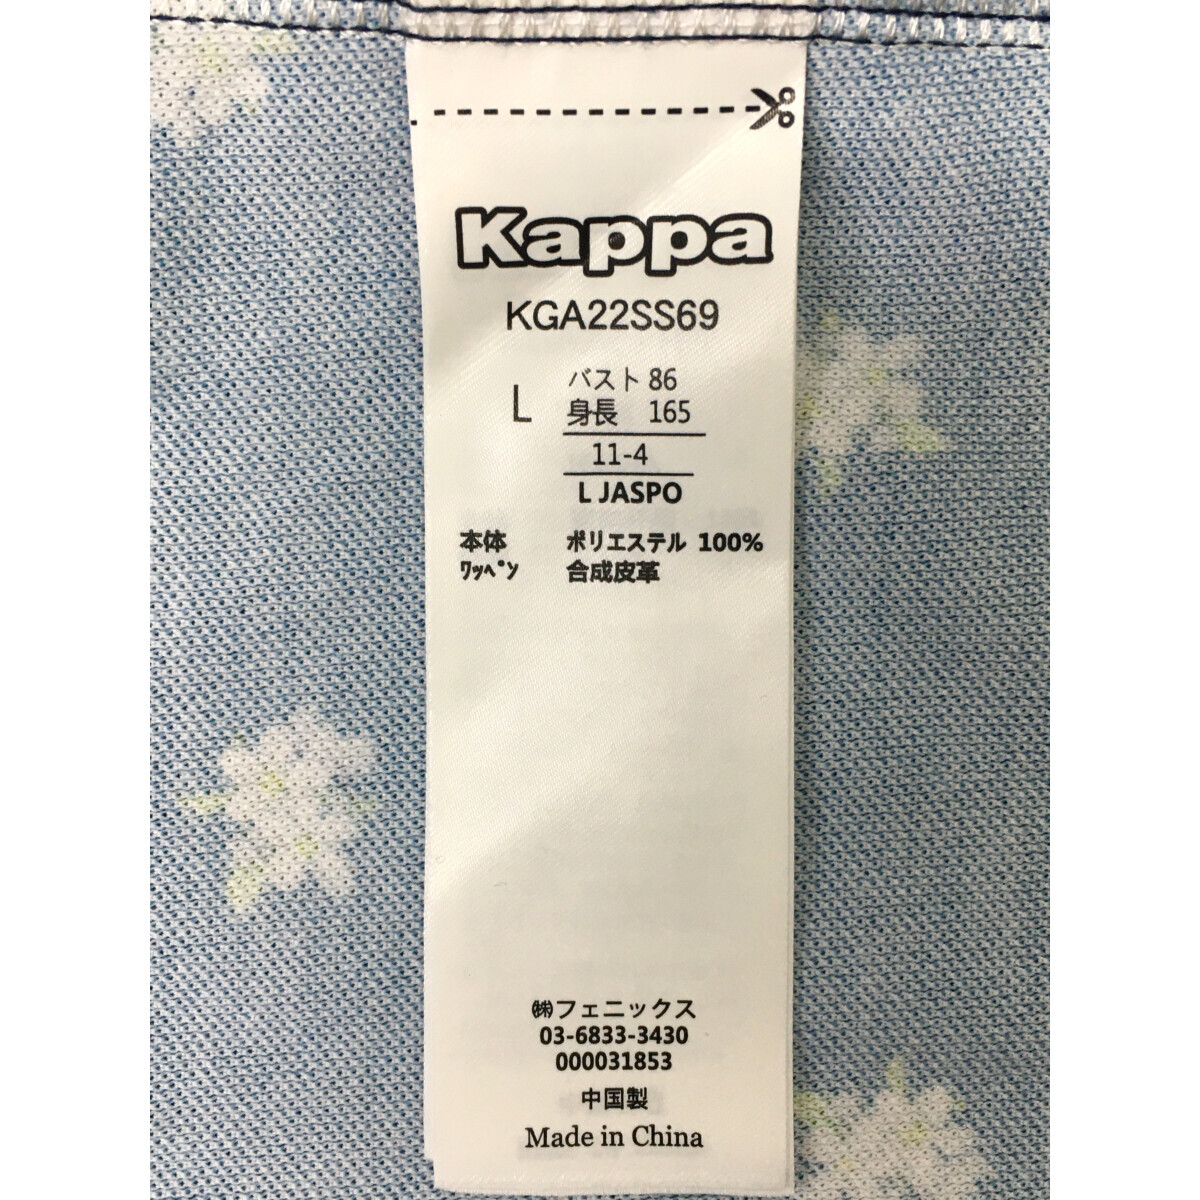 Kappa
KGA22SS69
L バスト 86
身長 165
11-4
L JASPO
本体 ポリエステル 100%
ﾜｯﾍﾟﾝ 合成皮革
㈱フェニックス
03-6833-3430
000031853
中国製
Made in China